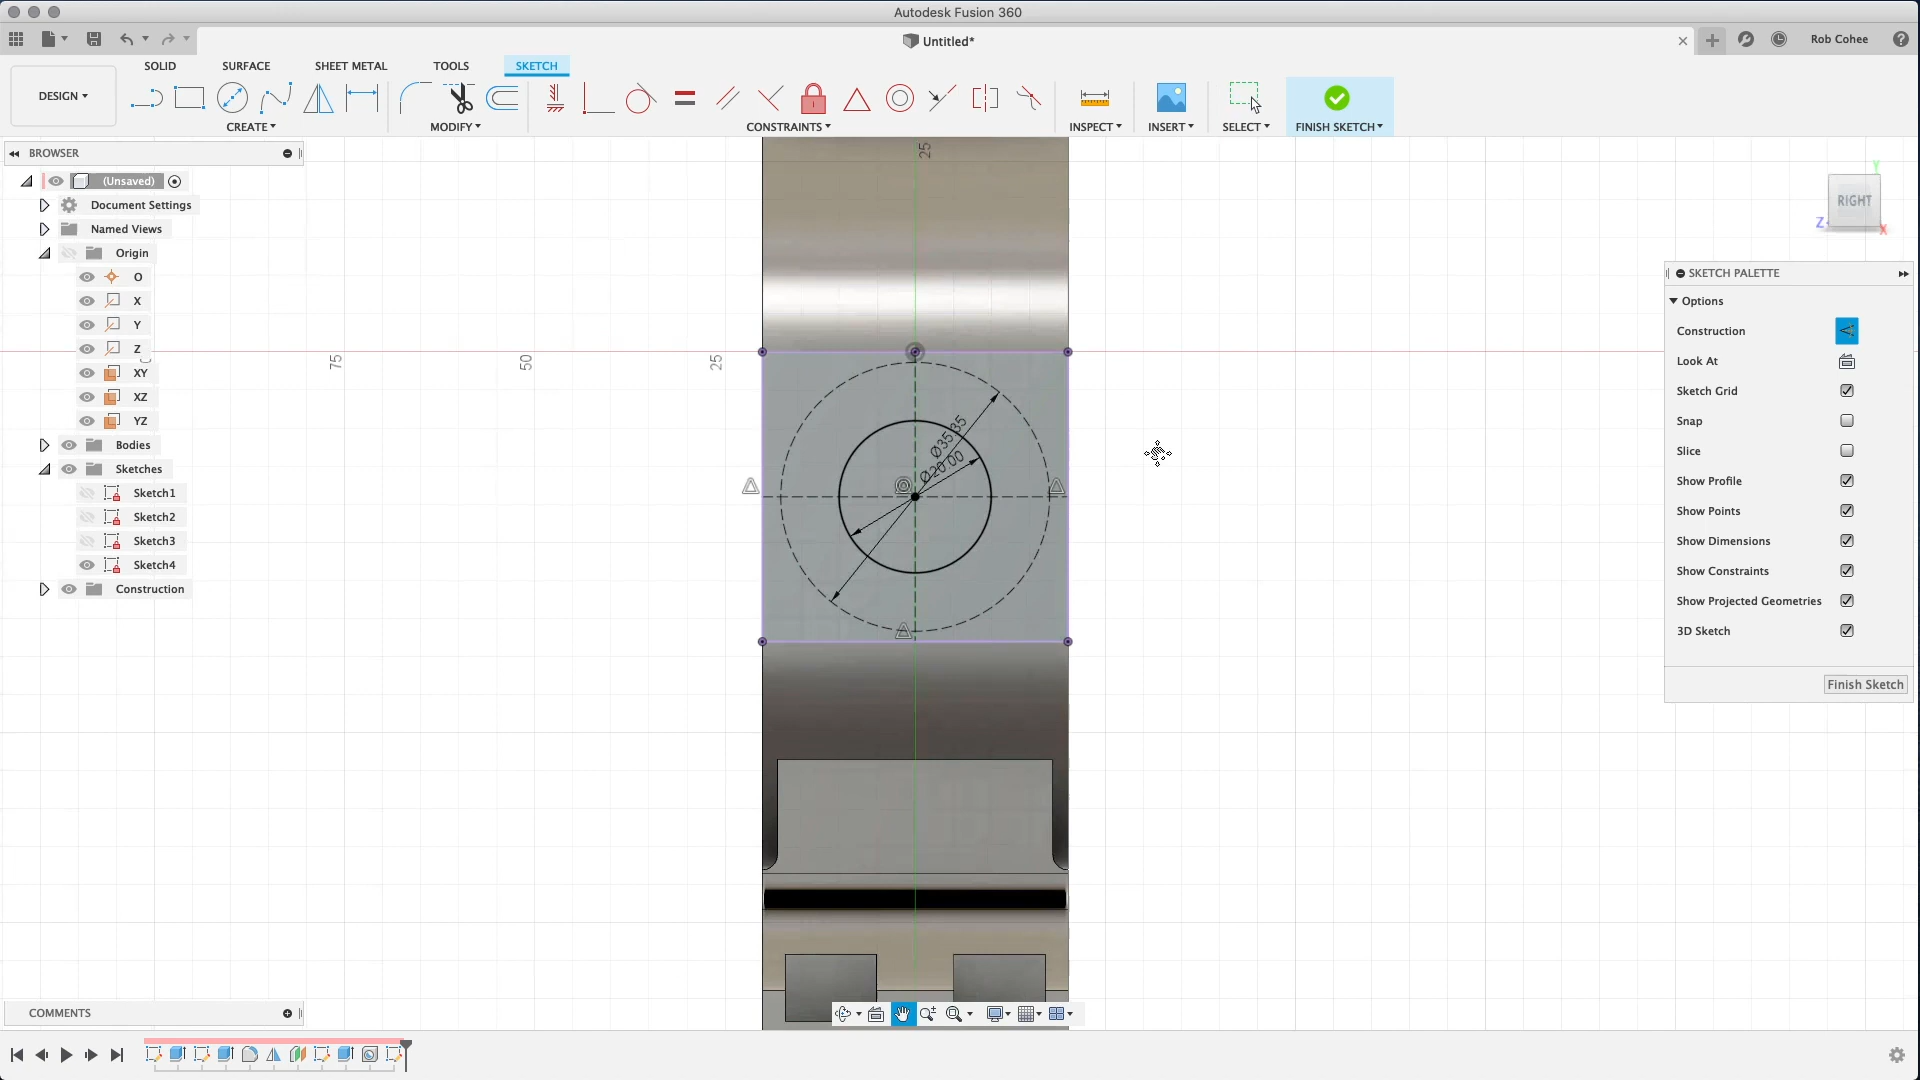 Autodesk Fusion 360
Untitled*
Rob Cohee
DESIGN
SOLID
SURFACE
SHEET METAL
TOOLS
SKETCH
CREATE
MODIFY
CONSTRAINTS
INSPECT
INSERT
SELECT
FINISH SKETCH
BROWSER
(Unsaved)
Document Settings
Named Views
Origin
O
X
Y
Z
XY
XZ
YZ
Bodies
Sketches
Sketch1
Sketch2
Sketch3
Sketch4
Construction
75
50
25
25
Ø35.35
Ø20.00
Y
RIGHT
Z
X
SKETCH PALETTE
Options
Construction
Look At
Sketch Grid
Snap
Slice
Show Profile
Show Points
Show Dimensions
Show Constraints
Show Projected Geometries
3D Sketch
Finish Sketch
COMMENTS